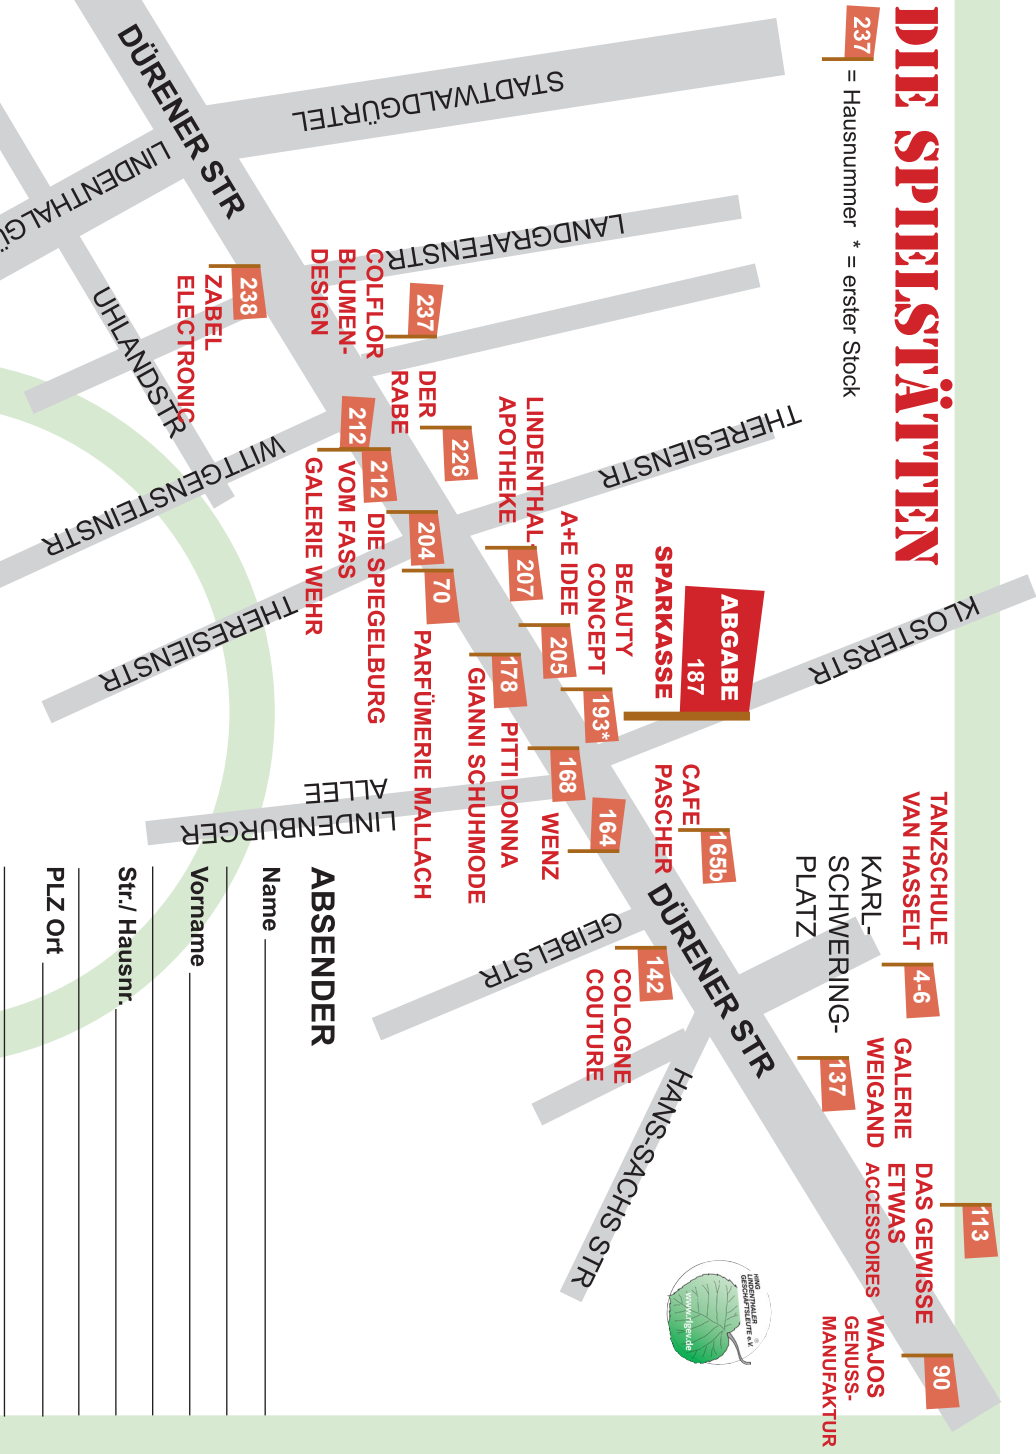 DIE SPIELSTÄTTEN
237 = Hausnummer * = erster Stock
DÜRENER STR
STADTWALDGÜRTEL
LINDENTHALGÜ
LANDGRAFENSTR
UHLANDSTR
238
ZABEL
ELECTRONIC
237
COLFLOR
BLUMEN-
DESIGN
DER
RABE
226
WITTGENSTEINSTR
212
212
VOM FASS
GALERIE WEHR
THERESIENSTR
THERESIENSTR
LINDENTHAL.
APOTHEKE
207
204
DIE SPIEGELBURG
70
PARFÜMERIE MALLACH
A+E IDEE
205
BEAUTY
CONCEPT
193*
SPARKASSE
ABGABE
187
KLOSTERSTR
178
GIANNI SCHUHMODE
PITTI DONNA
168
WENZ
164
LINDENBURGER
ALLEE
CAFE
PASCHER
165b
TANZSCHULE
VAN HASSELT
4-6
KARL-
SCHWERING-
PLATZ
DÜRENER STR
GEIBELSTR
142
COLOGNE
COUTURE
HANS-SACHS STR
GALERIE
WEIGAND
137
DAS GEWISSE
ETWAS
ACCESSOIRES
113
WAJOS
GENUSS-
MANUFAKTUR
90
RING
LINDENTHALER
GESCHÄFTSLEUTE e.V.
®
www.rlgev.de
ABSENDER
Name
Vorname
Str./ Hausnr.
PLZ Ort